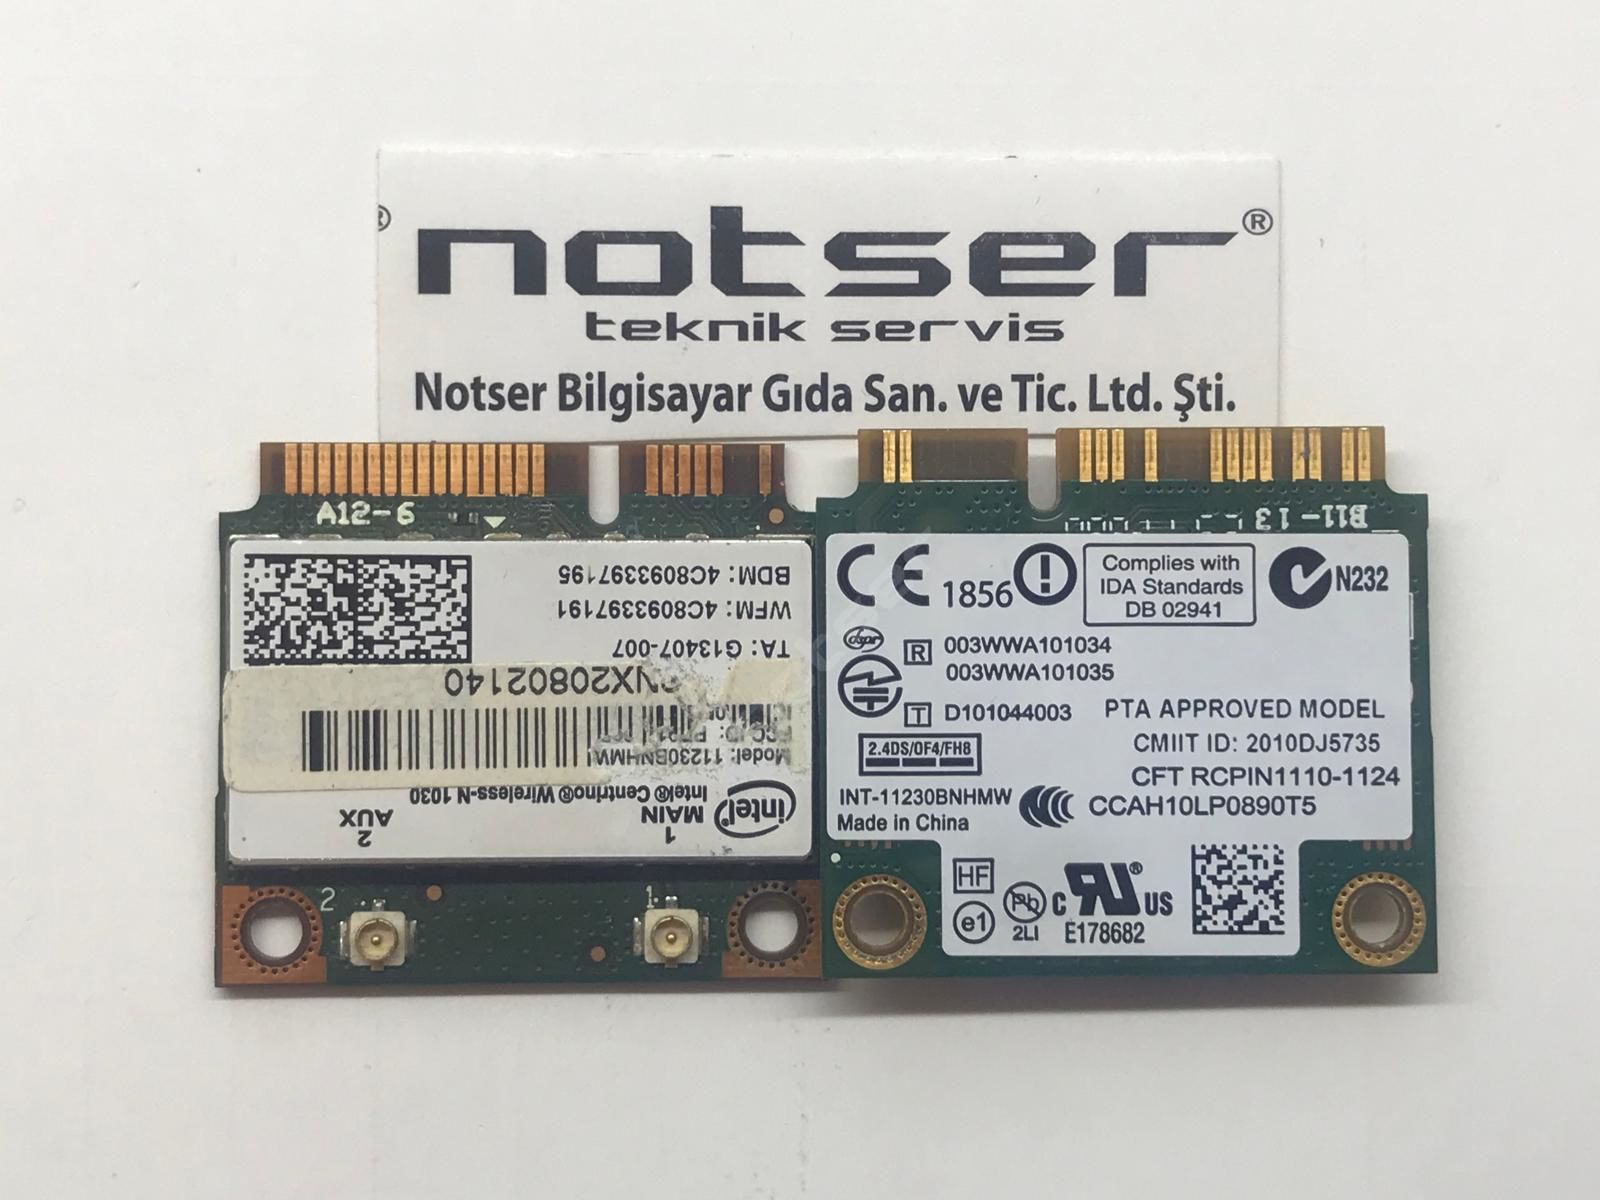 ®
notser®
teknik servis
Notser Bilgisayar Gıda San. ve Tic. Ltd. Şti.
A12-6
BDM: 4C8093397195
WFM: 4C8093397191
TA: G13407-007
NX20802140
Model: 11230BNHMW
Intel® Centrino® Wireless-N 1030
intel®
1
MAIN
2
AUX
2
1
B11-13
CE 1856
Complies with
IDA Standards
DB 02941
N232
dspr
R 003WWA101034
003WWA101035
T D101044003
PTA APPROVED MODEL
2.4DS/OF4/FH8
CMIIT ID: 2010DJ5735
CFT RCPIN1110-1124
INT-11230BNHMW
CCAH10LP0890T5
Made in China
HF
e1
Pb
2LI
c RU® US
E178682